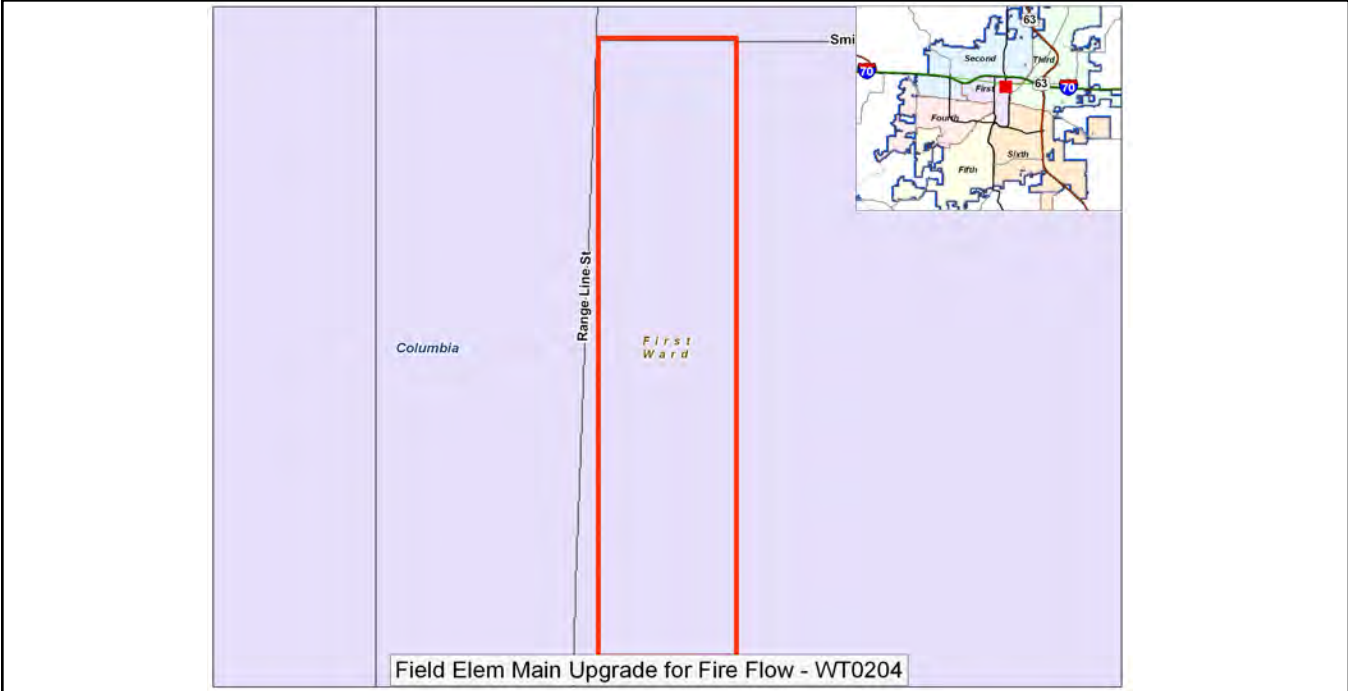 Smi
63
Second
Third
70
63
70
First
Fourth
Sixth
Fifth
Range Line St
Columbia
First
Ward
Field Elem Main Upgrade for Fire Flow - WT0204